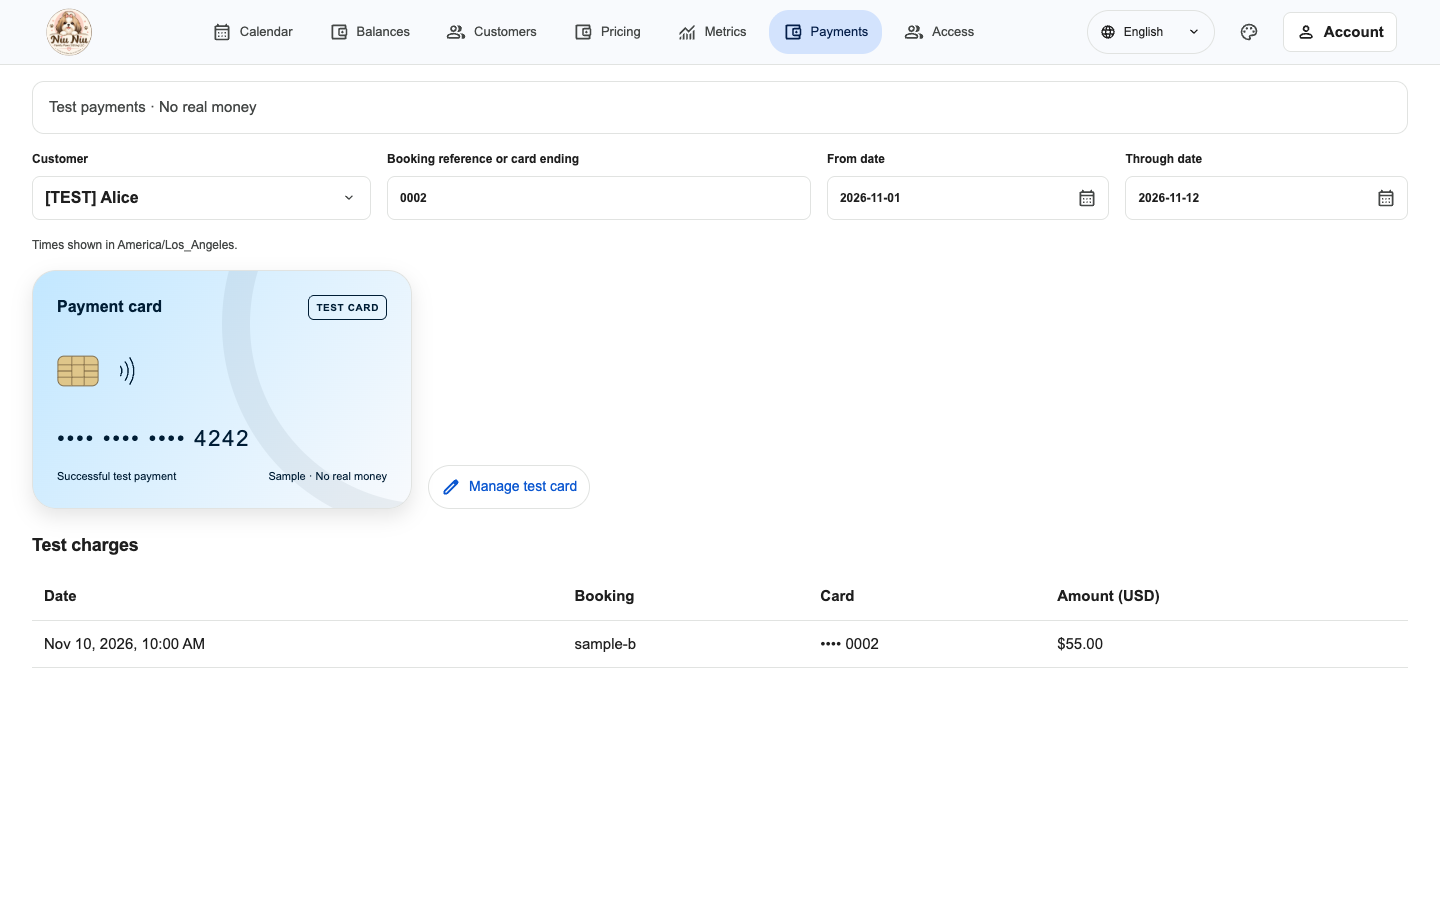 Niu Niu
Calendar
Balances
Customers
Pricing
Metrics
Payments
Access
English
Account
Test payments · No real money
Customer
Booking reference or card ending
From date
Through date
[TEST] Alice
0002
2026-11-01
2026-11-12
Times shown in America/Los_Angeles.
Payment card
TEST CARD
•••• •••• •••• 4242
Successful test payment
Sample · No real money
Manage test card
Test charges
Date
Booking
Card
Amount (USD)
Nov 10, 2026, 10:00 AM
sample-b
•••• 0002
$55.00